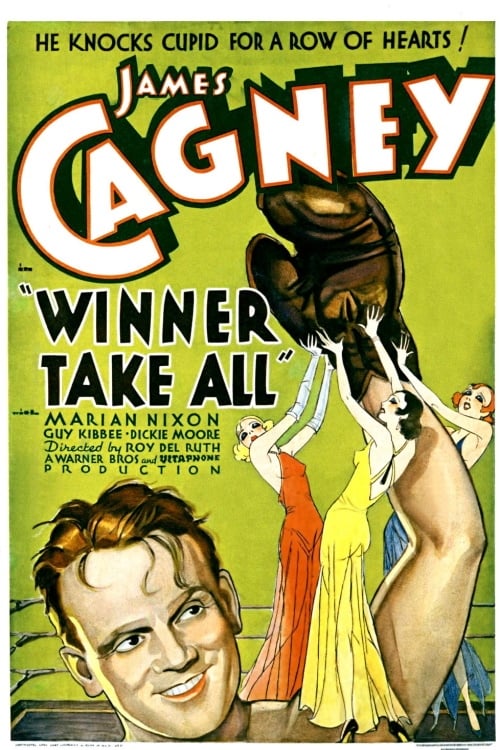 HE KNOCKS CUPID FOR A ROW OF HEARTS!
JAMES
CAGNEY
in
"WINNER
TAKE ALL"
with
MARIAN NIXON
GUY KIBBEE · DICKIE MOORE
Directed by ROY DEL RUTH
A WARNER BROS and VITAPHONE
PRODUCTION